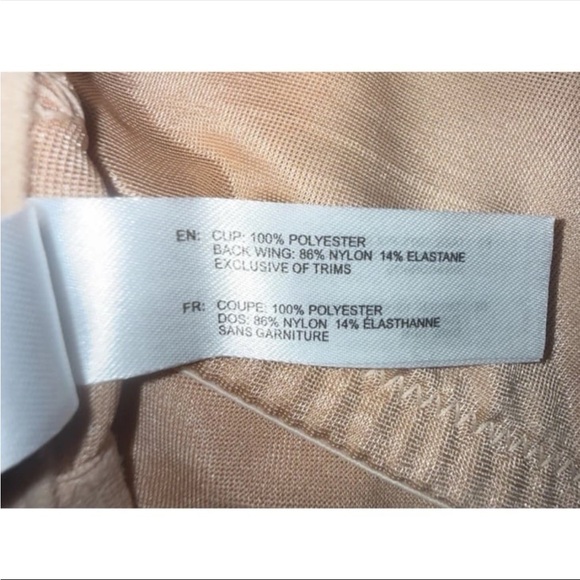 EN: CUP: 100% POLYESTER
BACK WING: 86% NYLON 14% ELASTANE
EXCLUSIVE OF TRIMS
FR: COUPE: 100% POLYESTER
DOS: 86% NYLON 14% ÉLASTHANNE
SANS GARNITURE